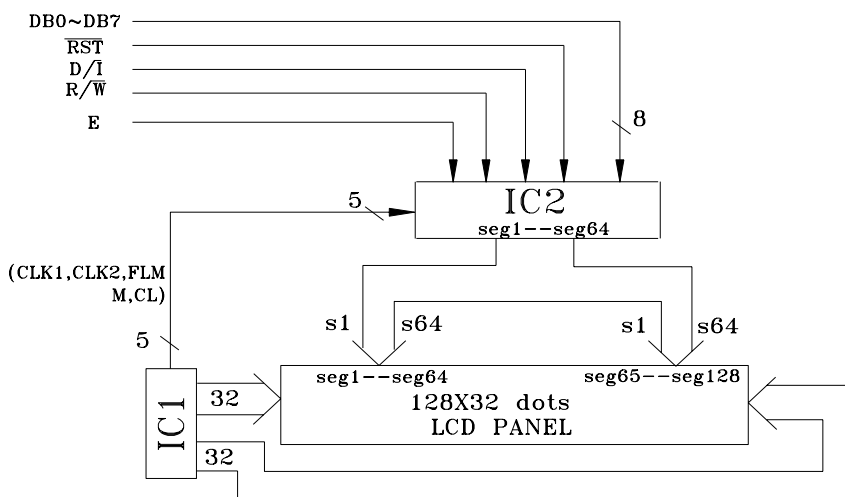 DB0~DB7
RST
D/I
R/W
E
8
IC2
seg1--seg64
5
(CLK1,CLK2,FLM
M,CL)
5
s1 s64 s1 s64
seg1--seg64 seg65--seg128
IC1
32
128X32 dots
LCD PANEL
32